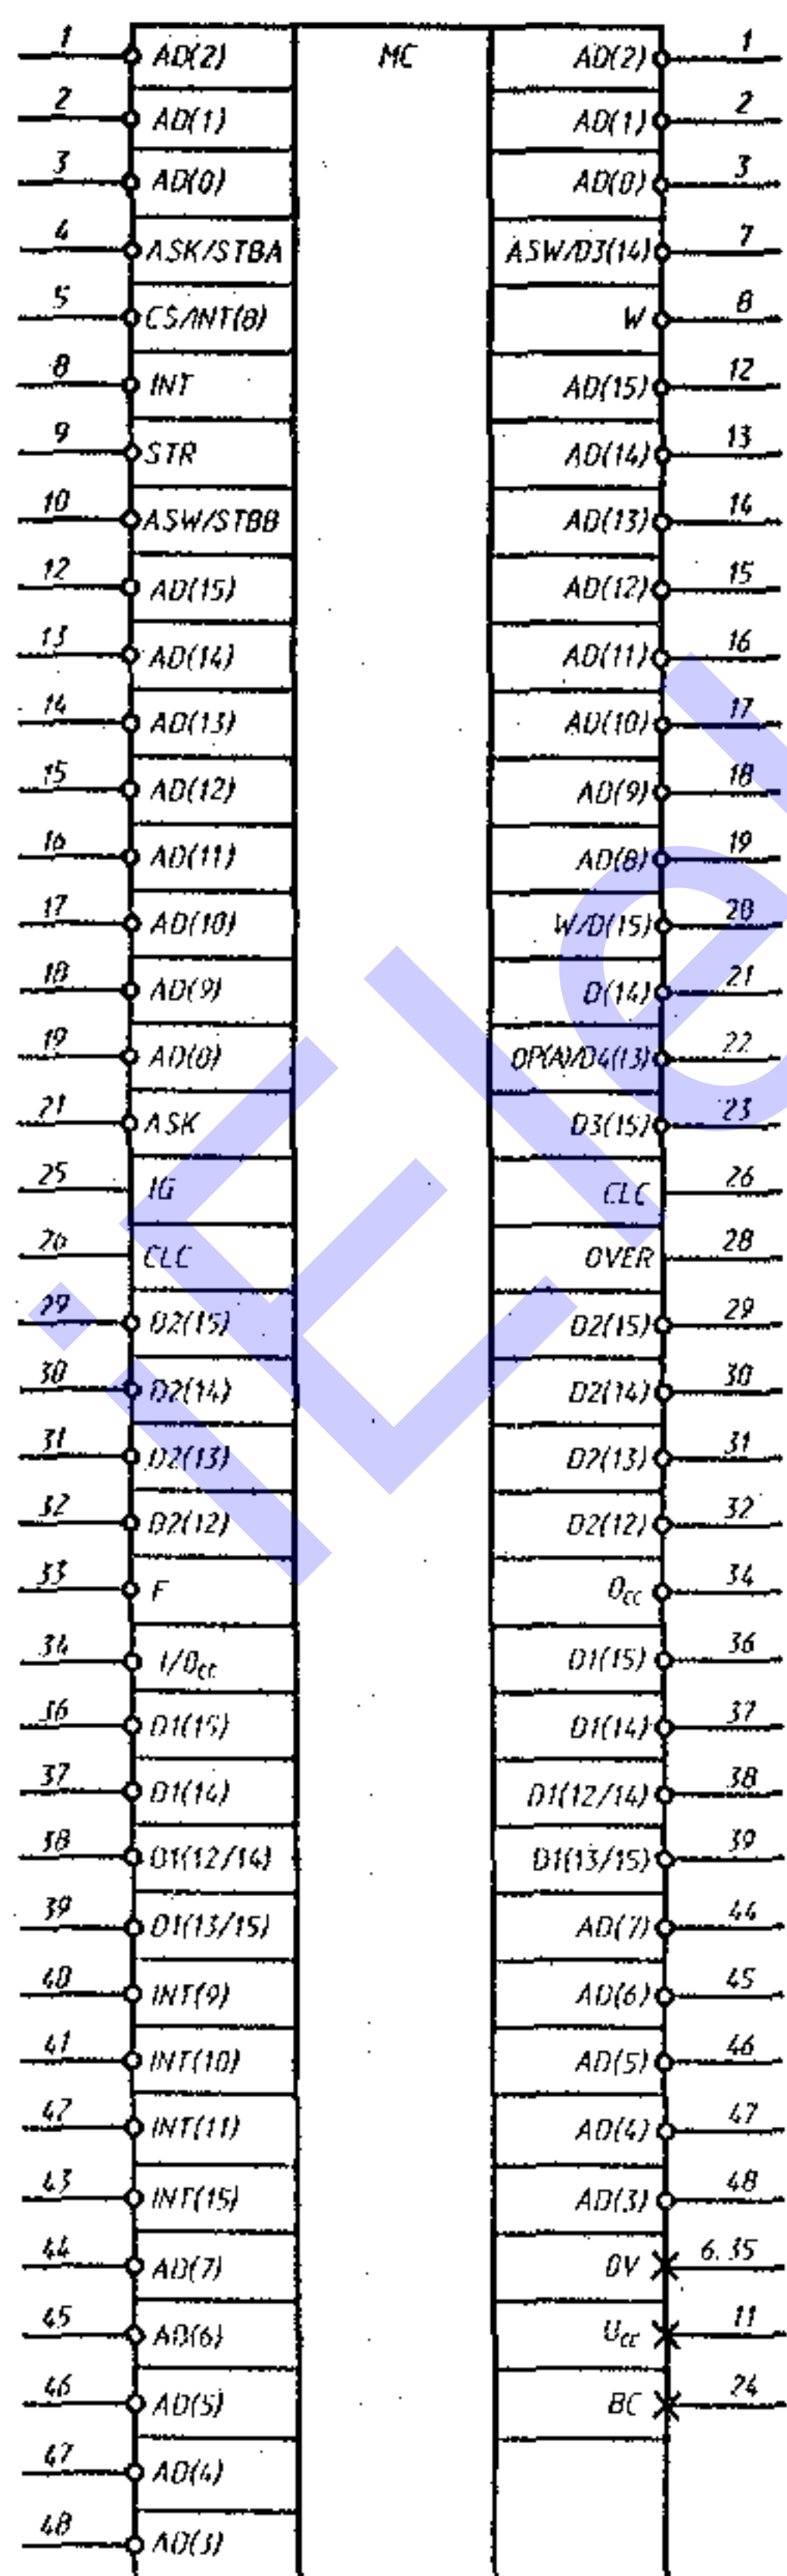 1 AD(2) MC AD(2) 1
2 AD(1) AD(1) 2
3 AD(0) AD(0) 3
4 ASK/STBA ASW/D3(14) 7
5 CS/INT(8) W 8
8 INT AD(15) 12
9 STR AD(14) 13
10 ASW/STBB AD(13) 14
12 AD(15) AD(12) 15
13 AD(14) AD(11) 16
14 AD(13) AD(10) 17
15 AD(12) AD(9) 18
16 AD(11) AD(8) 19
17 AD(10) W/D(15) 20
18 AD(9) D(14) 21
19 AD(8) OP(A)/D4(13) 22
21 ASK D3(15) 23
25 IG CLC 26
26 CLC OVER 28
29 D2(15) D2(15) 29
30 D2(14) D2(14) 30
31 D2(13) D2(13) 31
32 D2(12) D2(12) 32
33 F Occ 34
34 I/Occ D1(15) 36
36 D1(15) D1(14) 37
37 D1(14) D1(12/14) 38
38 D1(12/14) D1(13/15) 39
39 D1(13/15) AD(7) 44
40 INT(9) AD(6) 45
41 INT(10) AD(5) 46
42 INT(11) AD(4) 47
43 INT(15) AD(3) 48
44 AD(7) 0V 6.35
45 AD(6) Ucc 11
46 AD(5) BC 24
47 AD(4)
48 AD(3)